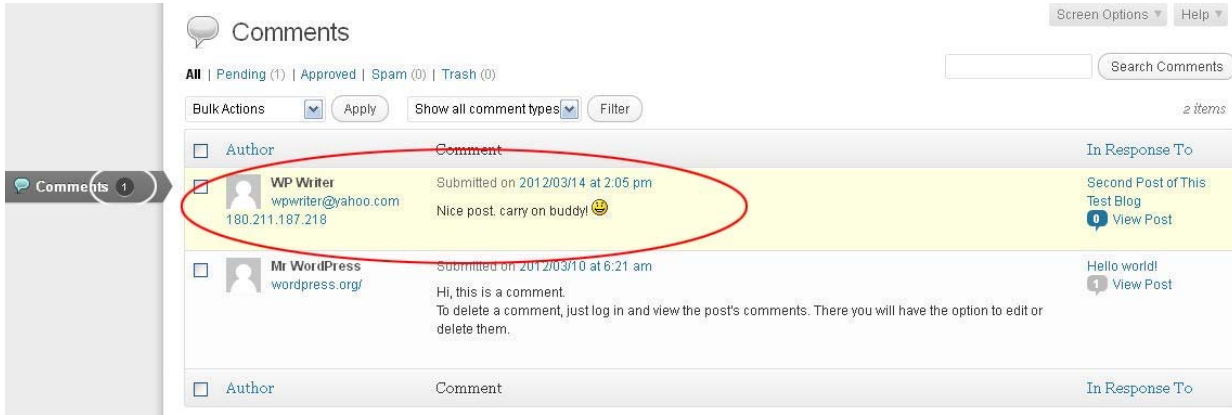 Screen Options Help
Comments
All | Pending (1) | Approved | Spam (0) | Trash (0)
Search Comments
Bulk Actions Apply Show all comment types Filter
2 items
Author Comment In Response To
Comments 1
WP Writer
wpwriter@yahoo.com
180.211.187.218
Submitted on 2012/03/14 at 2:05 pm
Nice post. carry on buddy!
Second Post of This
Test Blog
0 View Post
Mr WordPress
wordpress.org/
Submitted on 2012/03/10 at 6:21 am
Hi, this is a comment.
To delete a comment, just log in and view the post's comments. There you will have the option to edit or
delete them.
Hello world!
1 View Post
Author Comment In Response To